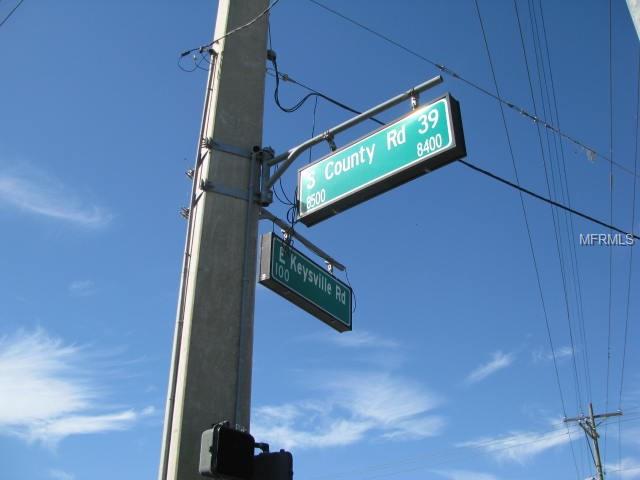 S County Rd 39
8500 8400
E Keysville Rd
100
MFRMLS